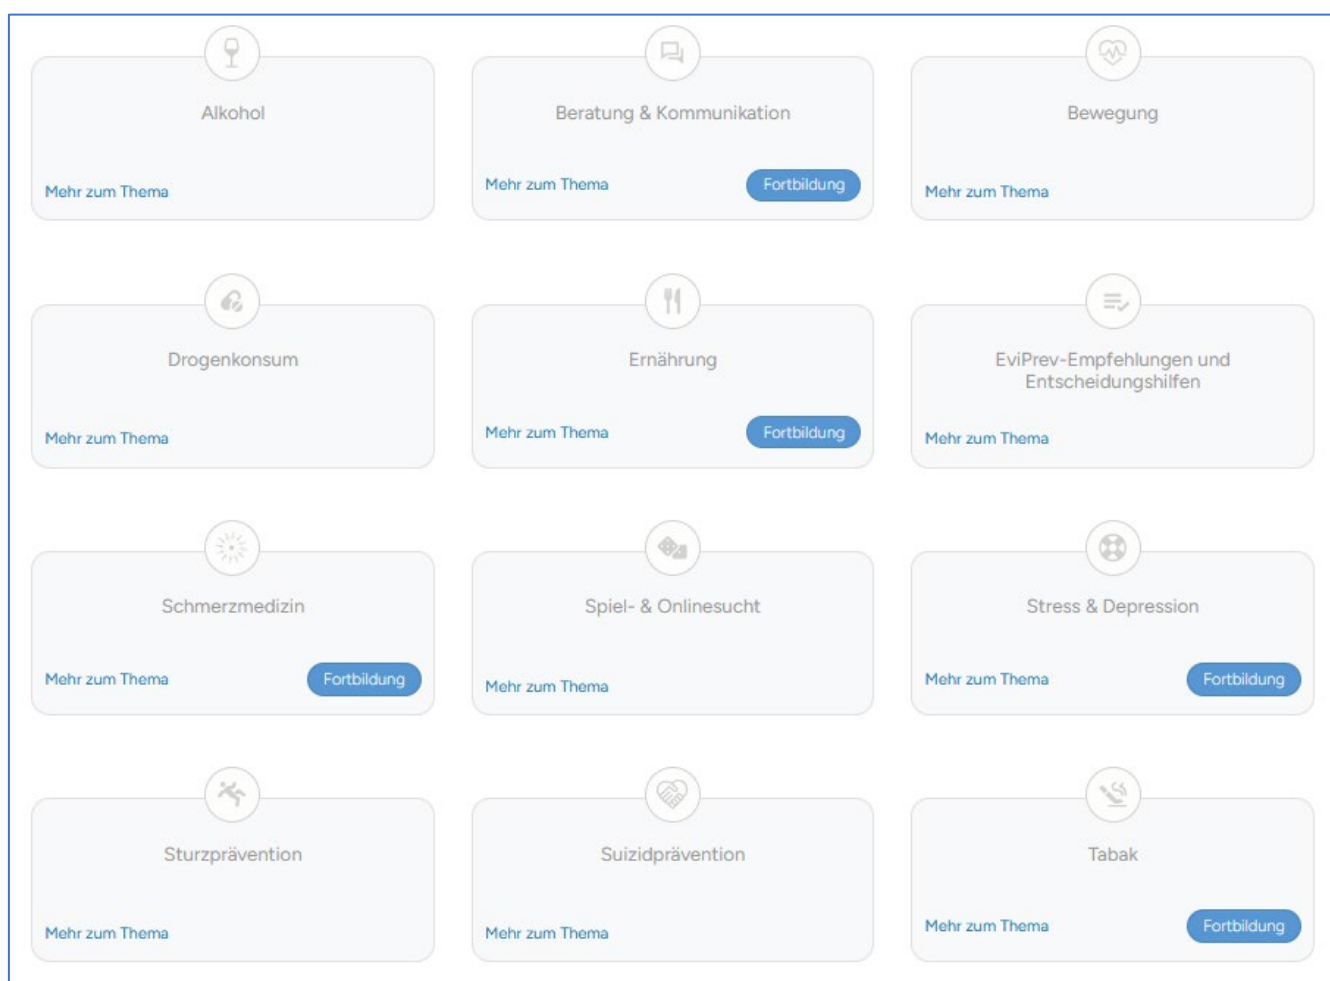 Alkohol
Mehr zum Thema
Beratung & Kommunikation
Mehr zum Thema
Fortbildung
Bewegung
Mehr zum Thema
Drogenkonsum
Mehr zum Thema
Ernährung
Mehr zum Thema
Fortbildung
EviPrev-Empfehlungen und
Entscheidungshilfen
Mehr zum Thema
Schmerzmedizin
Mehr zum Thema
Fortbildung
Spiel- & Onlinesucht
Mehr zum Thema
Stress & Depression
Mehr zum Thema
Fortbildung
Sturzprävention
Mehr zum Thema
Suizidprävention
Mehr zum Thema
Tabak
Mehr zum Thema
Fortbildung